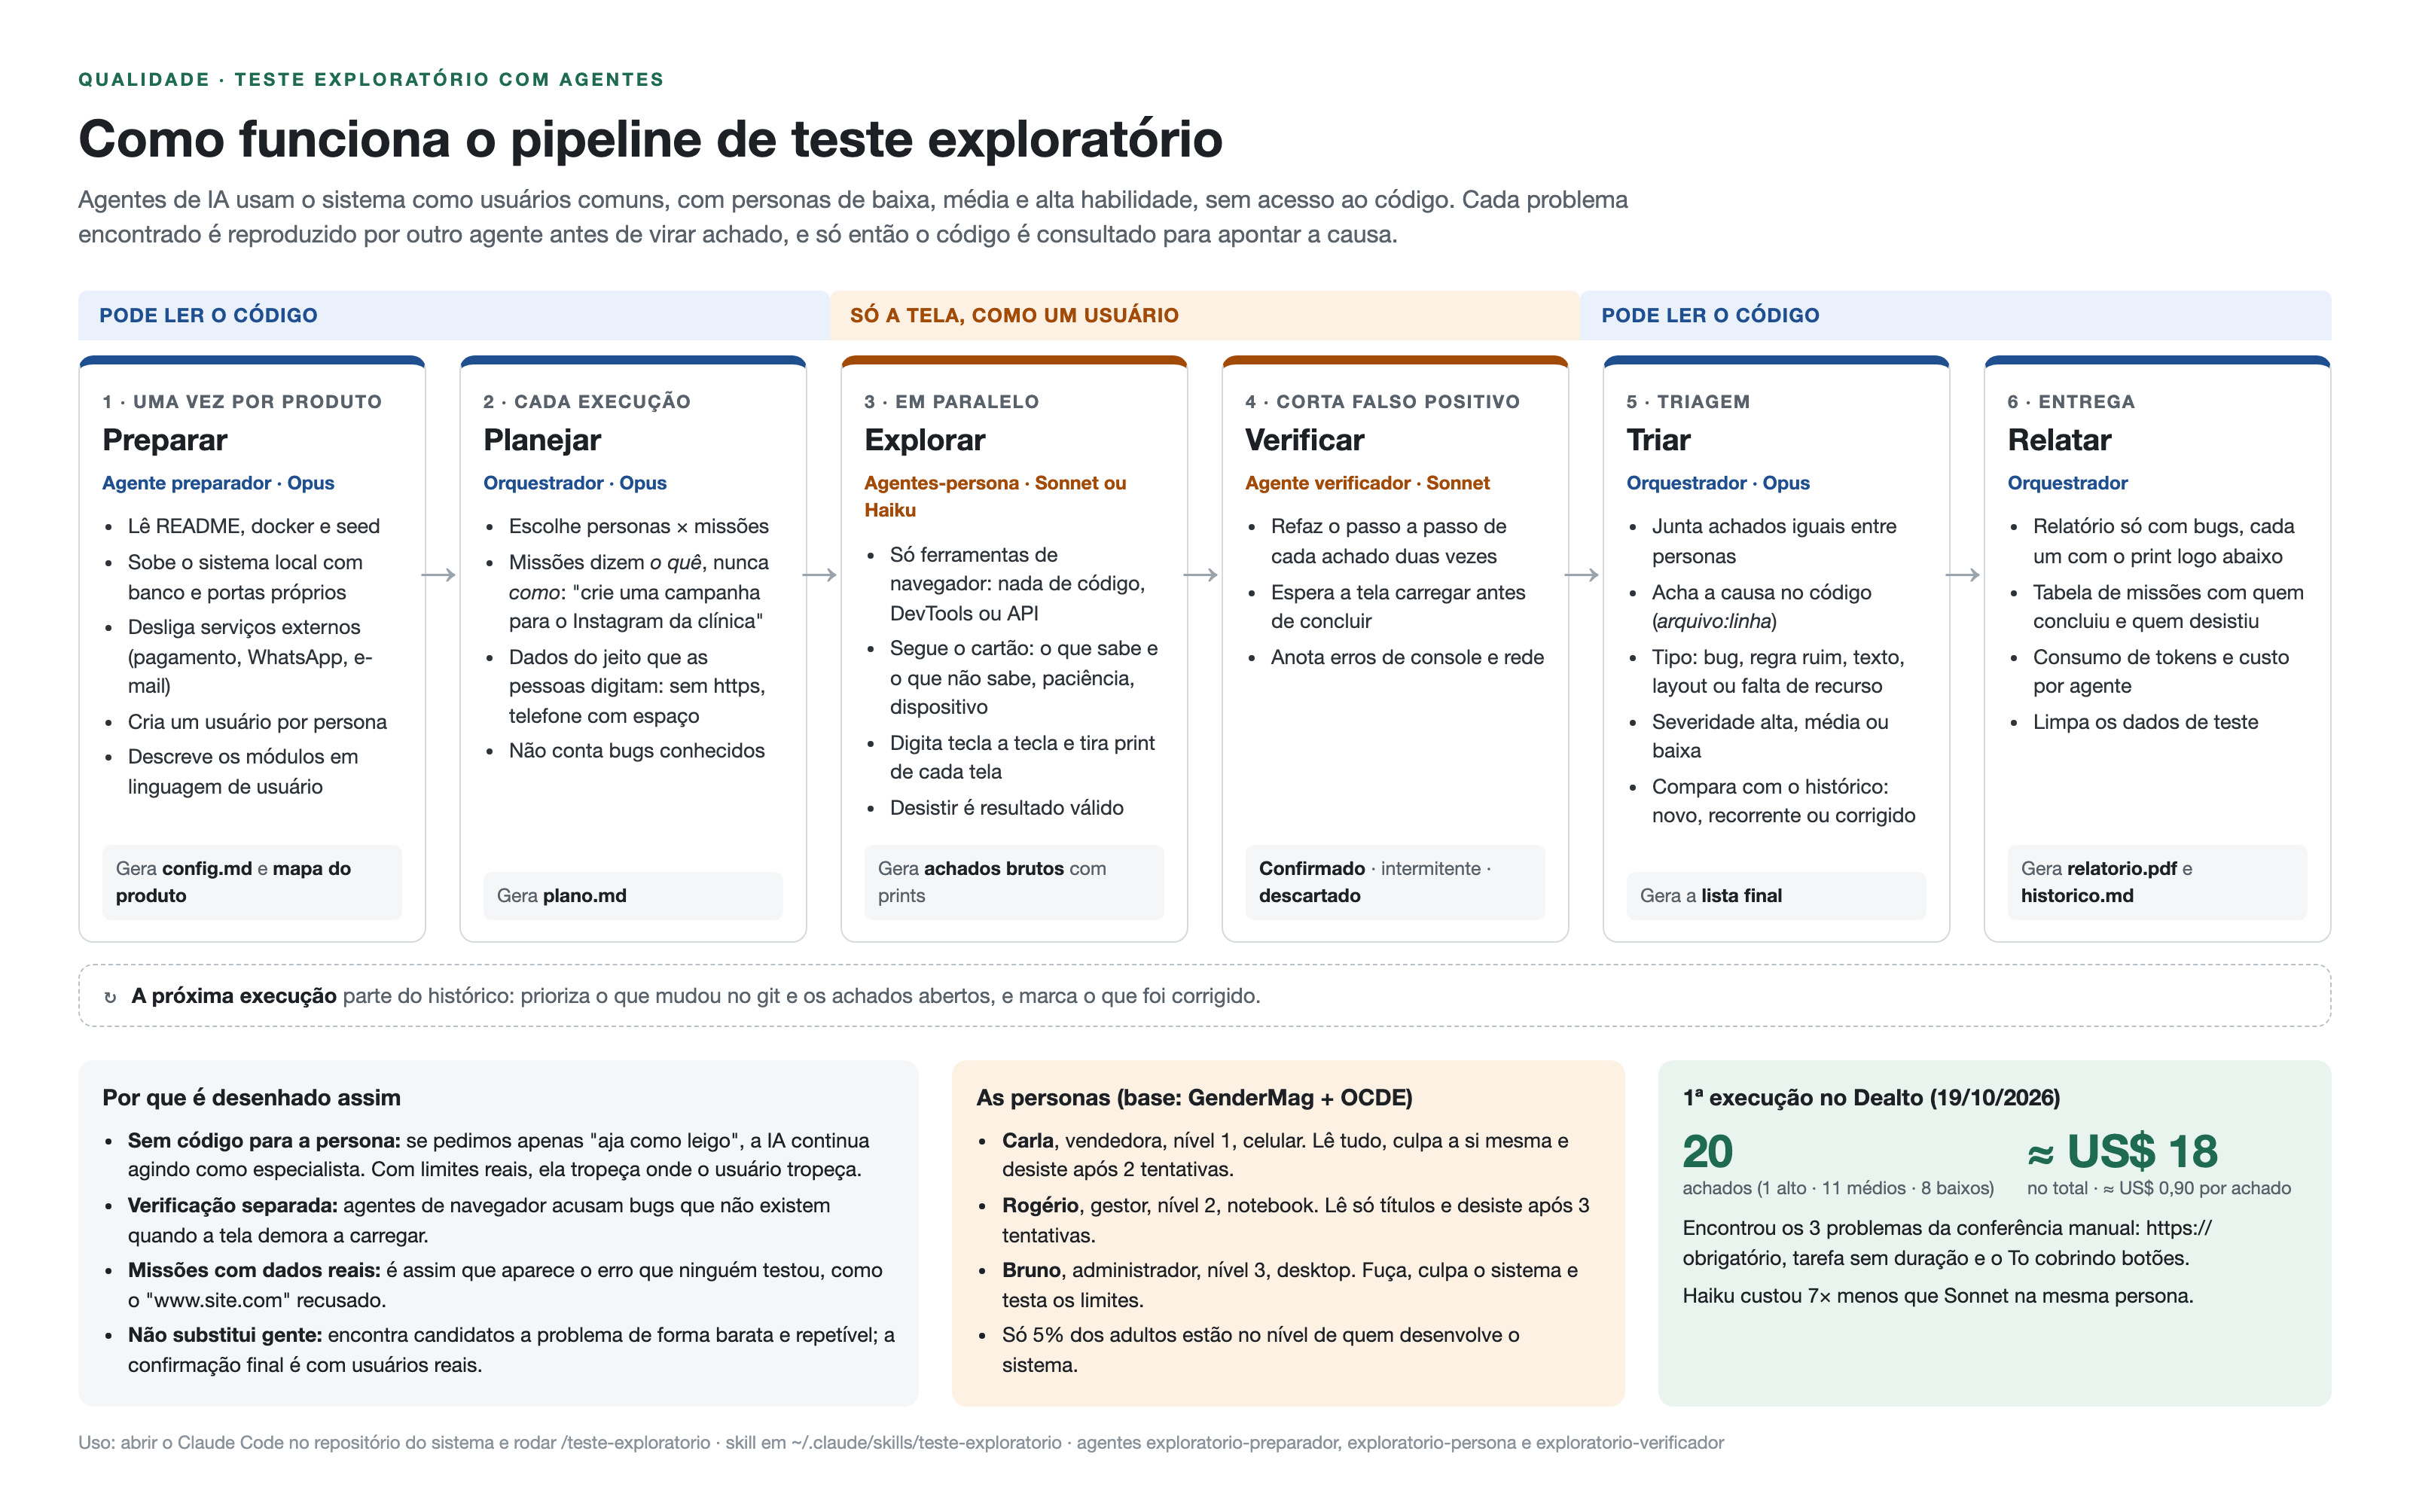 QUALIDADE · TESTE EXPLORATÓRIO COM AGENTES
Como funciona o pipeline de teste exploratório
Agentes de IA usam o sistema como usuários comuns, com personas de baixa, média e alta habilidade, sem acesso ao código. Cada problema
encontrado é reproduzido por outro agente antes de virar achado, e só então o código é consultado para apontar a causa.
PODE LER O CÓDIGO
SÓ A TELA, COMO UM USUÁRIO
PODE LER O CÓDIGO
1 · UMA VEZ POR PRODUTO
Preparar
Agente preparador · Opus
• Lê README, docker e seed
• Sobe o sistema local com
banco e portas próprios
• Desliga serviços externos
(pagamento, WhatsApp, e-
mail)
• Cria um usuário por persona
• Descreve os módulos em
linguagem de usuário
Gera config.md e mapa do
produto
→
2 · CADA EXECUÇÃO
Planejar
Orquestrador · Opus
• Escolhe personas × missões
• Missões dizem o quê, nunca
como: "crie uma campanha
para o Instagram da clínica"
• Dados do jeito que as
pessoas digitam: sem https,
telefone com espaço
• Não conta bugs conhecidos
Gera plano.md
→
3 · EM PARALELO
Explorar
Agentes-persona · Sonnet ou
Haiku
• Só ferramentas de
navegador: nada de código,
DevTools ou API
• Segue o cartão: o que sabe e
o que não sabe, paciência,
dispositivo
• Digita tecla a tecla e tira print
de cada tela
• Desistir é resultado válido
Gera achados brutos com
prints
→
4 · CORTA FALSO POSITIVO
Verificar
Agente verificador · Sonnet
• Refaz o passo a passo de
cada achado duas vezes
• Espera a tela carregar antes
de concluir
• Anota erros de console e rede
Confirmado · intermitente ·
descartado
→
5 · TRIAGEM
Triar
Orquestrador · Opus
• Junta achados iguais entre
personas
• Acha a causa no código
(arquivo:linha)
• Tipo: bug, regra ruim, texto,
layout ou falta de recurso
• Severidade alta, média ou
baixa
• Compara com o histórico:
novo, recorrente ou corrigido
Gera a lista final
→
6 · ENTREGA
Relatar
Orquestrador
• Relatório só com bugs, cada
um com o print logo abaixo
• Tabela de missões com quem
concluiu e quem desistiu
• Consumo de tokens e custo
por agente
• Limpa os dados de teste
Gera relatorio.pdf e
historico.md
↻ A próxima execução parte do histórico: prioriza o que mudou no git e os achados abertos, e marca o que foi corrigido.
Por que é desenhado assim
• Sem código para a persona: se pedimos apenas "aja como leigo", a IA continua
agindo como especialista. Com limites reais, ela tropeça onde o usuário tropeça.
• Verificação separada: agentes de navegador acusam bugs que não existem
quando a tela demora a carregar.
• Missões com dados reais: é assim que aparece o erro que ninguém testou, como
o "www.site.com" recusado.
• Não substitui gente: encontra candidatos a problema de forma barata e repetível; a
confirmação final é com usuários reais.
As personas (base: GenderMag + OCDE)
• Carla, vendedora, nível 1, celular. Lê tudo, culpa a si mesma e
desiste após 2 tentativas.
• Rogério, gestor, nível 2, notebook. Lê só títulos e desiste após 3
tentativas.
• Bruno, administrador, nível 3, desktop. Fuça, culpa o sistema e
testa os limites.
• Só 5% dos adultos estão no nível de quem desenvolve o
sistema.
1ª execução no Dealto (19/10/2026)
20
achados (1 alto · 11 médios · 8 baixos)
≈ US$ 18
no total · ≈ US$ 0,90 por achado
Encontrou os 3 problemas da conferência manual: https://
obrigatório, tarefa sem duração e o To cobrindo botões.
Haiku custou 7× menos que Sonnet na mesma persona.
Uso: abrir o Claude Code no repositório do sistema e rodar /teste-exploratorio · skill em ~/.claude/skills/teste-exploratorio · agentes exploratorio-preparador, exploratorio-persona e exploratorio-verificador